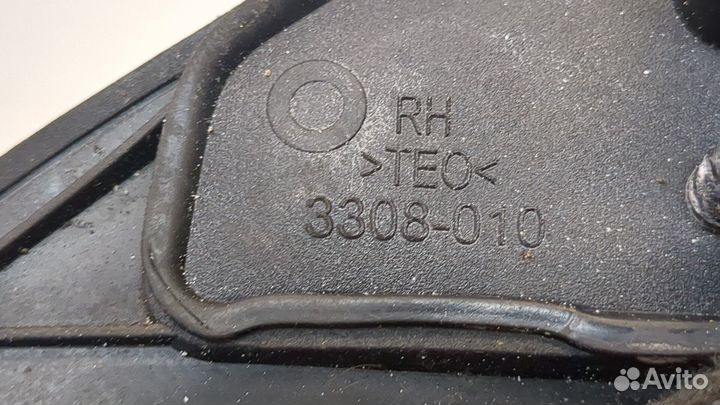 RH
>TEO<
3308-010
Avito